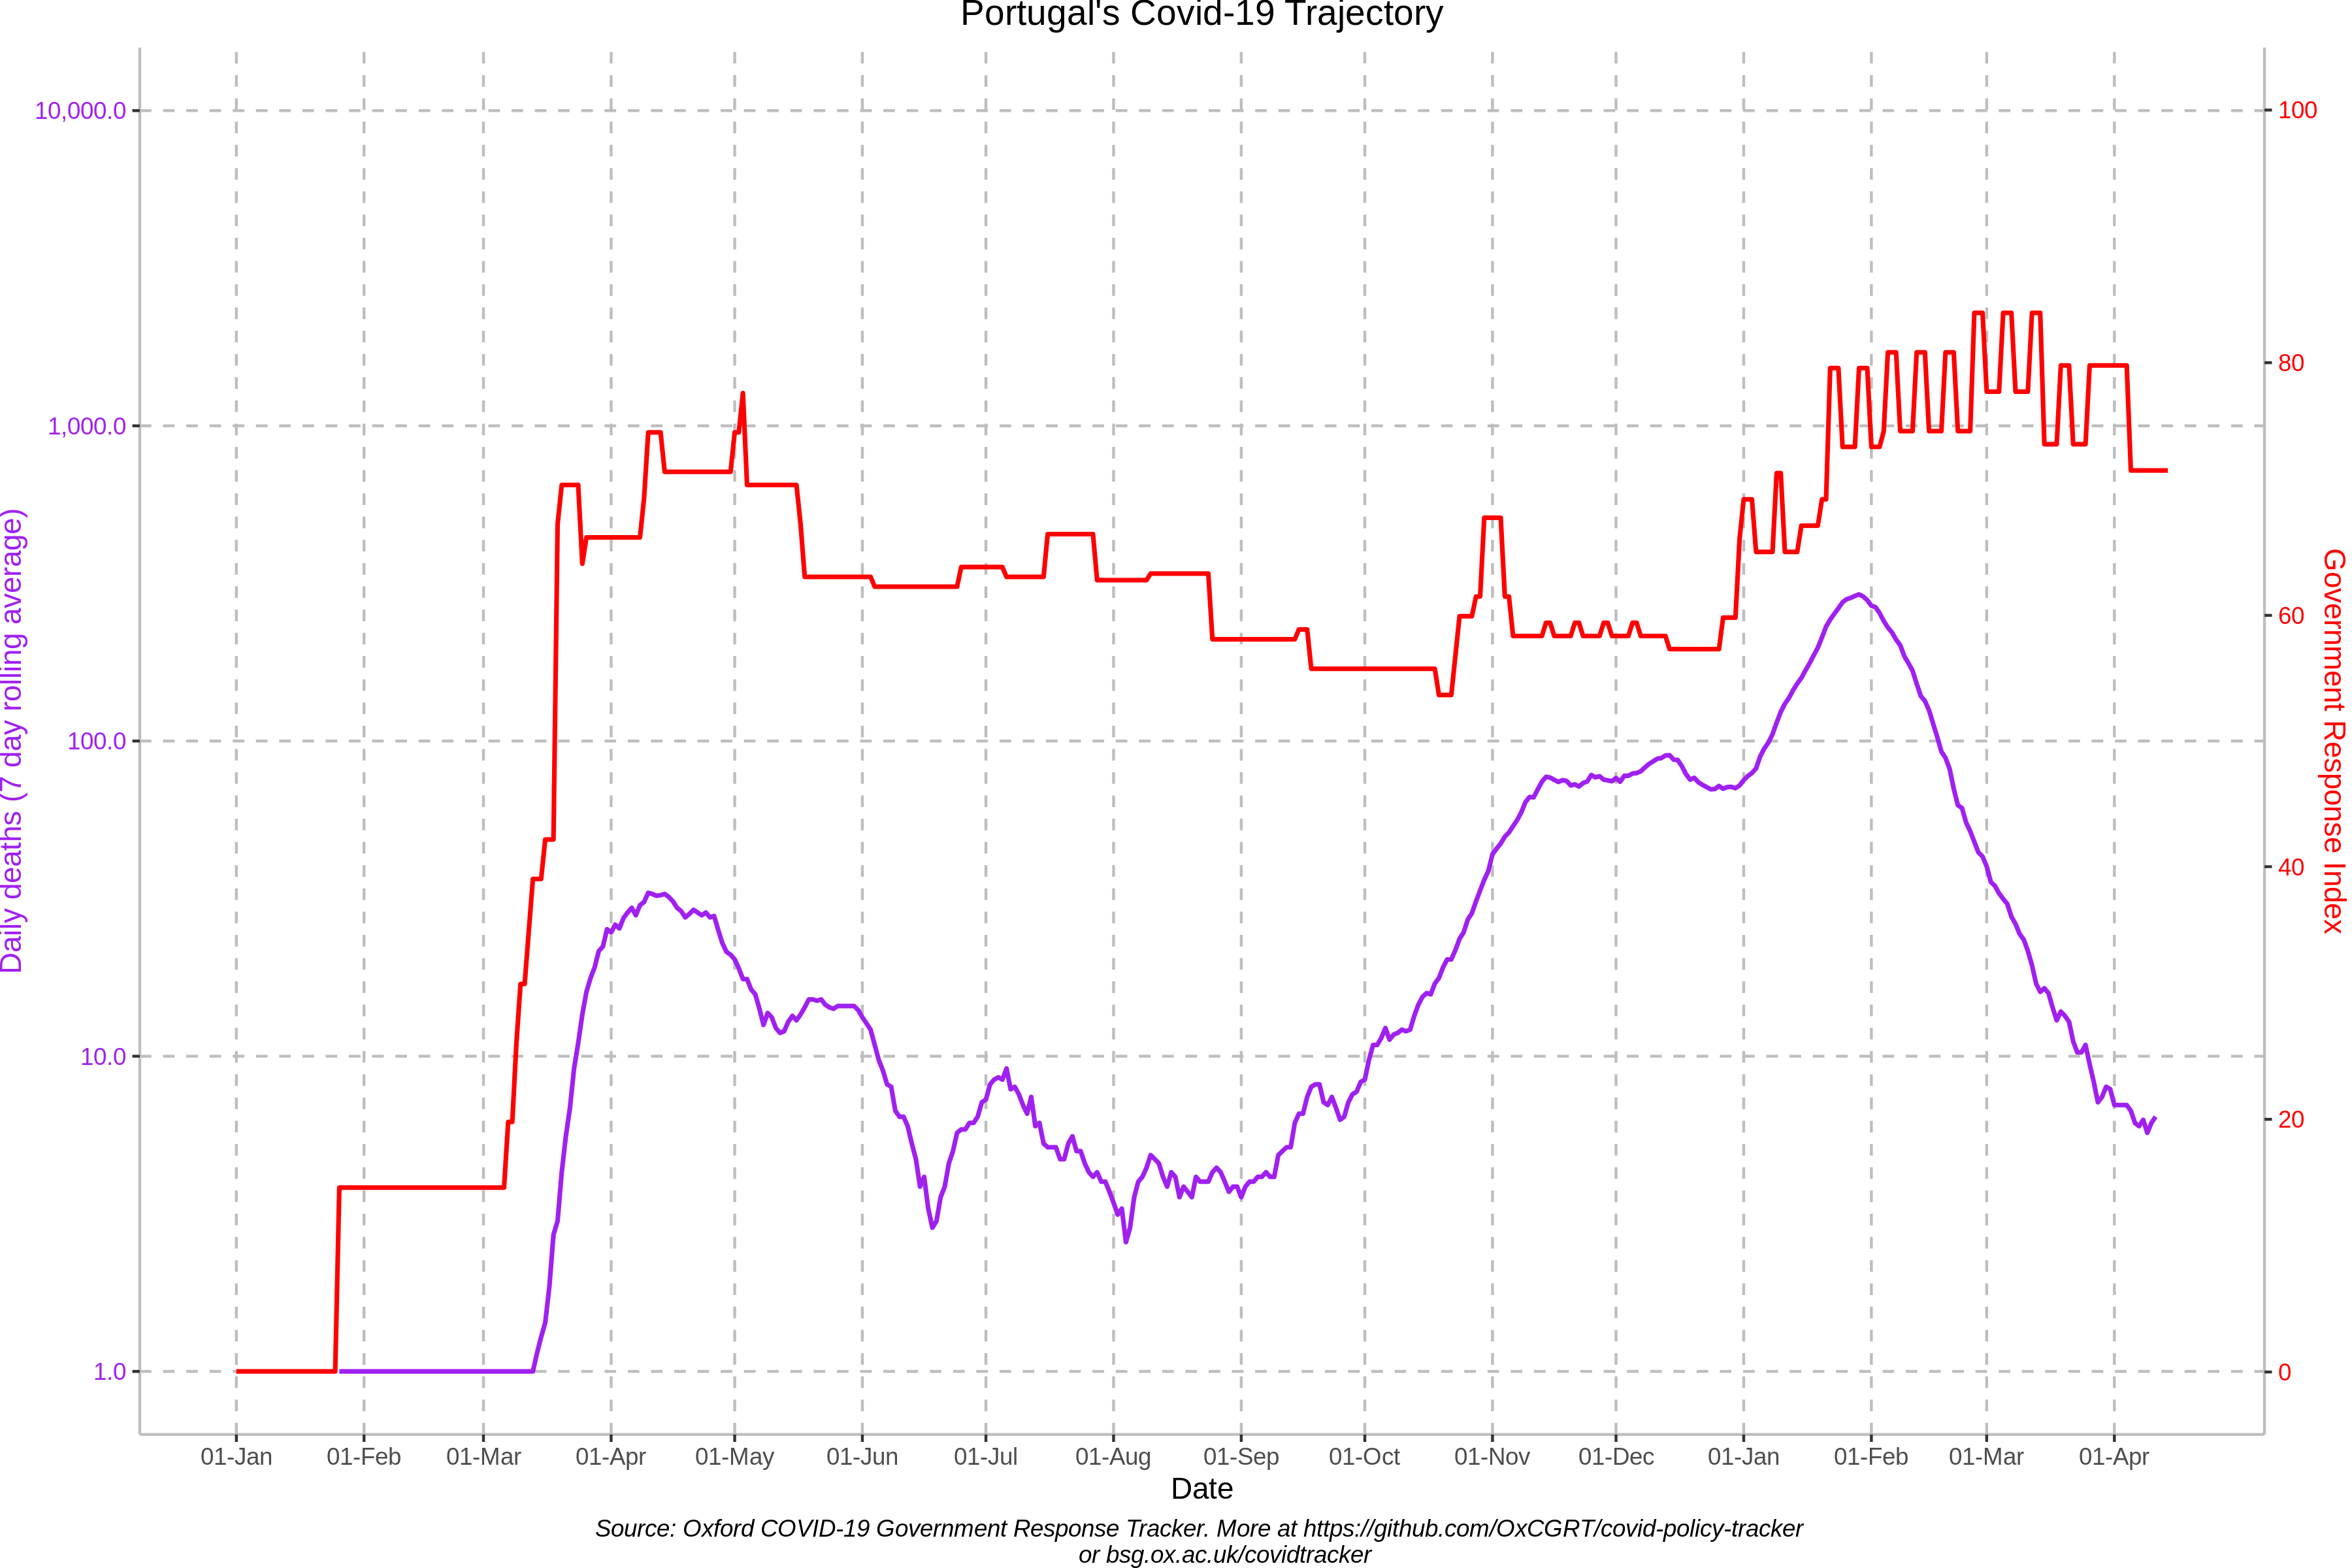 Portugal's Covid-19 Trajectory
10,000.0
1,000.0
100.0
10.0
1.0
Daily deaths (7 day rolling average)
100
80
60
40
20
0
Government Response Index
01-Jan 01-Feb 01-Mar 01-Apr 01-May 01-Jun 01-Jul 01-Aug 01-Sep 01-Oct 01-Nov 01-Dec 01-Jan 01-Feb 01-Mar 01-Apr
Date
Source: Oxford COVID-19 Government Response Tracker. More at https://github.com/OxCGRT/covid-policy-tracker
or bsg.ox.ac.uk/covidtracker